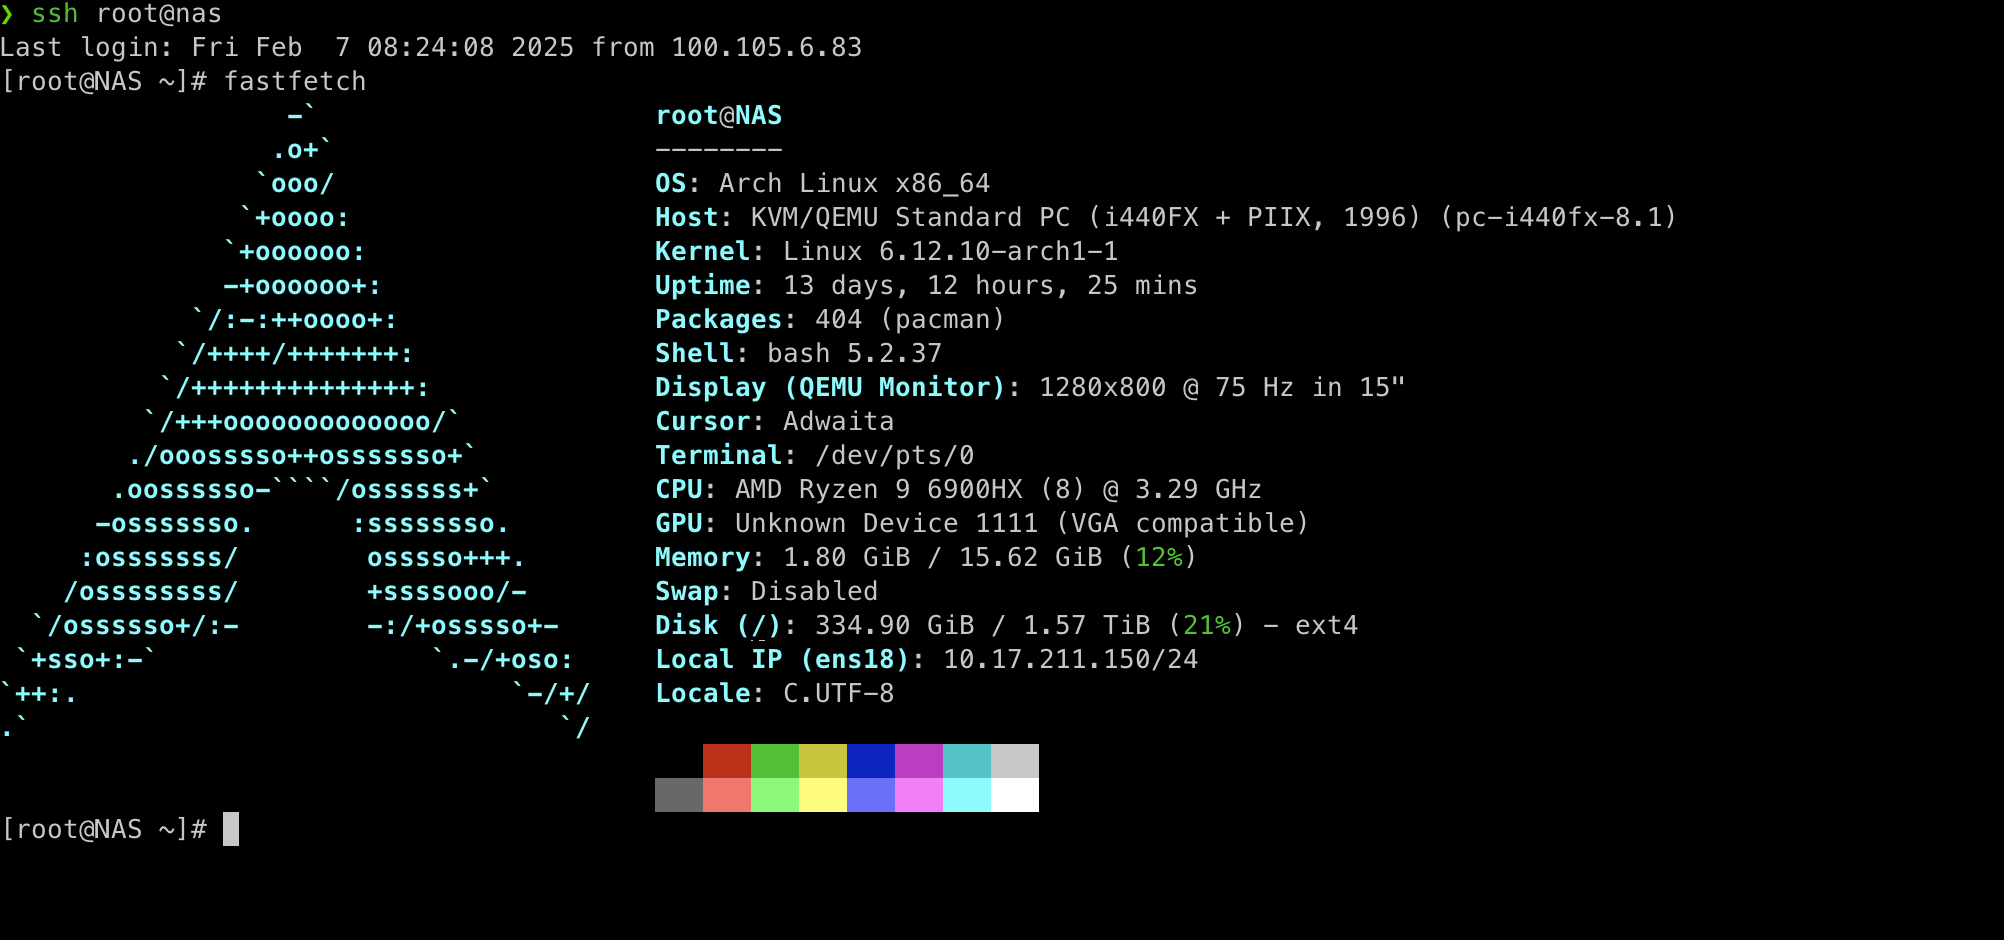 ❯ ssh root@nas
Last login: Fri Feb  7 08:24:08 2025 from 100.105.6.83
[root@NAS ~]# fastfetch
                  -`                     root@NAS
                 .o+`                    --------
                `ooo/                    OS: Arch Linux x86_64
               `+oooo:                   Host: KVM/QEMU Standard PC (i440FX + PIIX, 1996) (pc-i440fx-8.1)
              `+oooooo:                  Kernel: Linux 6.12.10-arch1-1
              -+oooooo+:                 Uptime: 13 days, 12 hours, 25 mins
            `/:-:++oooo+:                Packages: 404 (pacman)
           `/++++/+++++++:               Shell: bash 5.2.37
          `/++++++++++++++:              Display (QEMU Monitor): 1280x800 @ 75 Hz in 15"
         `/+++ooooooooooooo/`            Cursor: Adwaita
        ./ooosssso++osssssso+`           Terminal: /dev/pts/0
       .oossssso-````/ossssss+`          CPU: AMD Ryzen 9 6900HX (8) @ 3.29 GHz
      -osssssso.      :ssssssso.         GPU: Unknown Device 1111 (VGA compatible)
     :osssssss/        osssso+++.        Memory: 1.80 GiB / 15.62 GiB (12%)
    /ossssssss/        +ssssooo/-        Swap: Disabled
  `/ossssso+/:-        -:/+osssso+-      Disk (/): 334.90 GiB / 1.57 TiB (21%) - ext4
 `+sso+:-`                 `.-/+oso:     Local IP (ens18): 10.17.211.150/24
`++:.                           `-/+/    Locale: C.UTF-8
.`                                 `/
[root@NAS ~]#